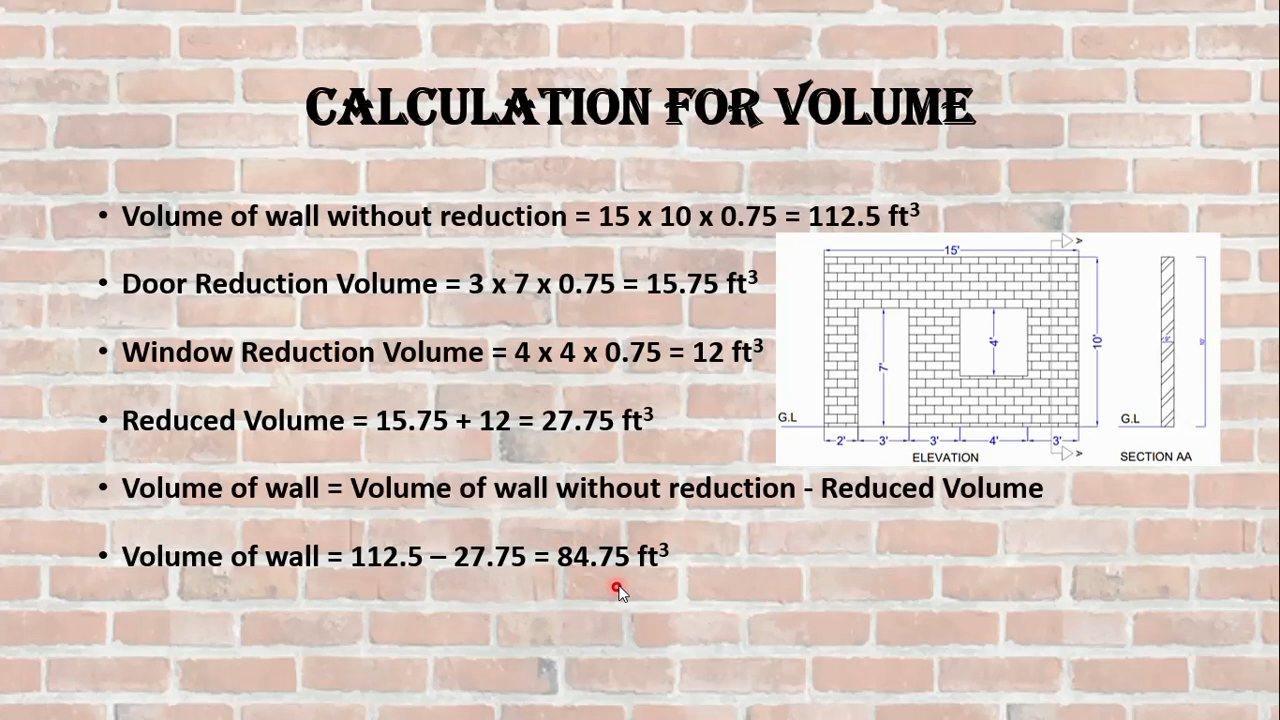 CALCULATION FOR VOLUME
• Volume of wall without reduction = 15 x 10 x 0.75 = 112.5 ft³
• Door Reduction Volume = 3 x 7 x 0.75 = 15.75 ft³
• Window Reduction Volume = 4 x 4 x 0.75 = 12 ft³
• Reduced Volume = 15.75 + 12 = 27.75 ft³
• Volume of wall = Volume of wall without reduction - Reduced Volume
• Volume of wall = 112.5 – 27.75 = 84.75 ft³
A
15'
7'
4'
10'
G.L
G.L
2' 3' 3' 4' 3'
A
ELEVATION
SECTION AA